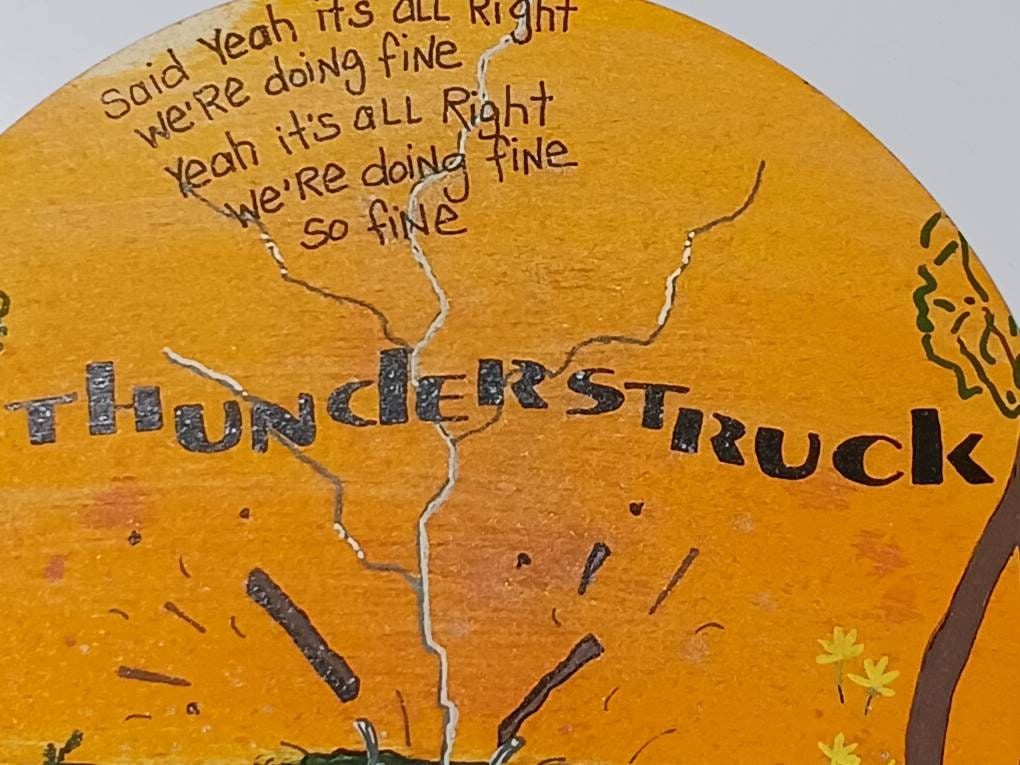 said Yeah it's aLL Right
we'Re doiNg fiNe
yeah it's aLL Right
we'Re doiNg fiNe
so fiNe
THUNdeRSTRUCK